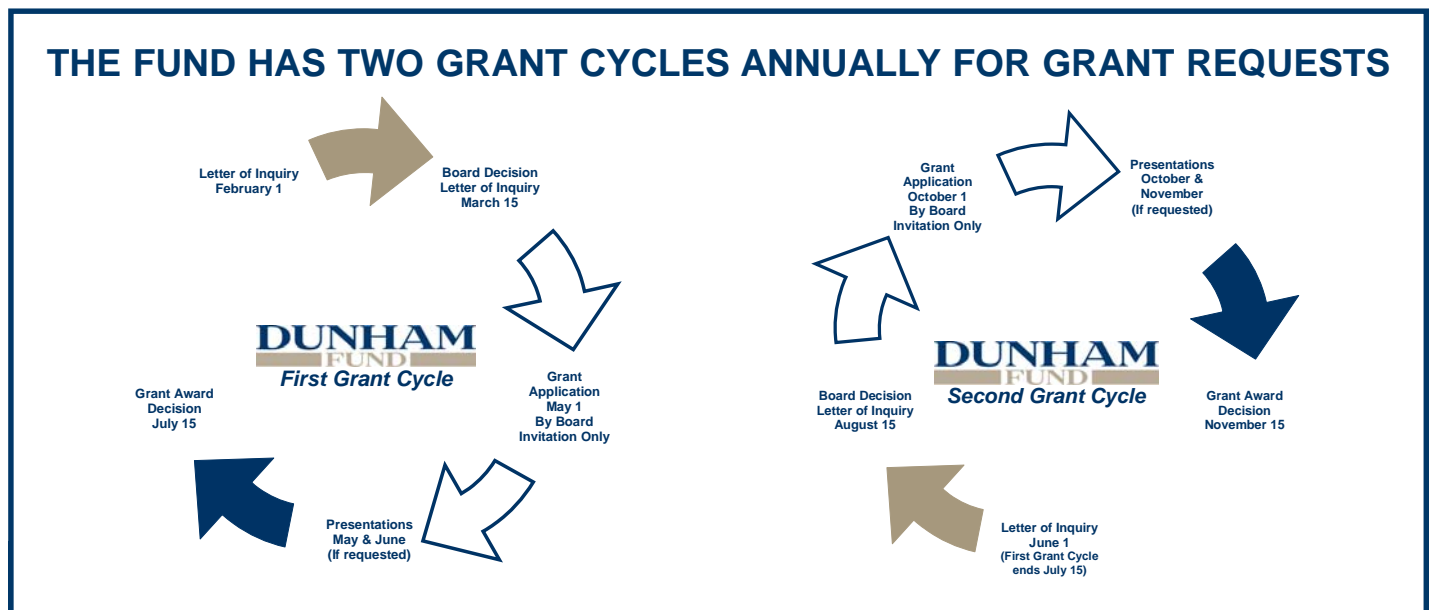 THE FUND HAS TWO GRANT CYCLES ANNUALLY FOR GRANT REQUESTS
Letter of Inquiry
February 1
Board Decision
Letter of Inquiry
March 15
Grant
Application
May 1
By Board
Invitation Only
Presentations
May & June
(If requested)
Grant Award
Decision
July 15
DUNHAM
FUND
First Grant Cycle
Letter of Inquiry
June 1
(First Grant Cycle
ends July 15)
Board Decision
Letter of Inquiry
August 15
Grant
Application
October 1
By Board
Invitation Only
Presentations
October &
November
(If requested)
Grant Award
Decision
November 15
DUNHAM
FUND
Second Grant Cycle